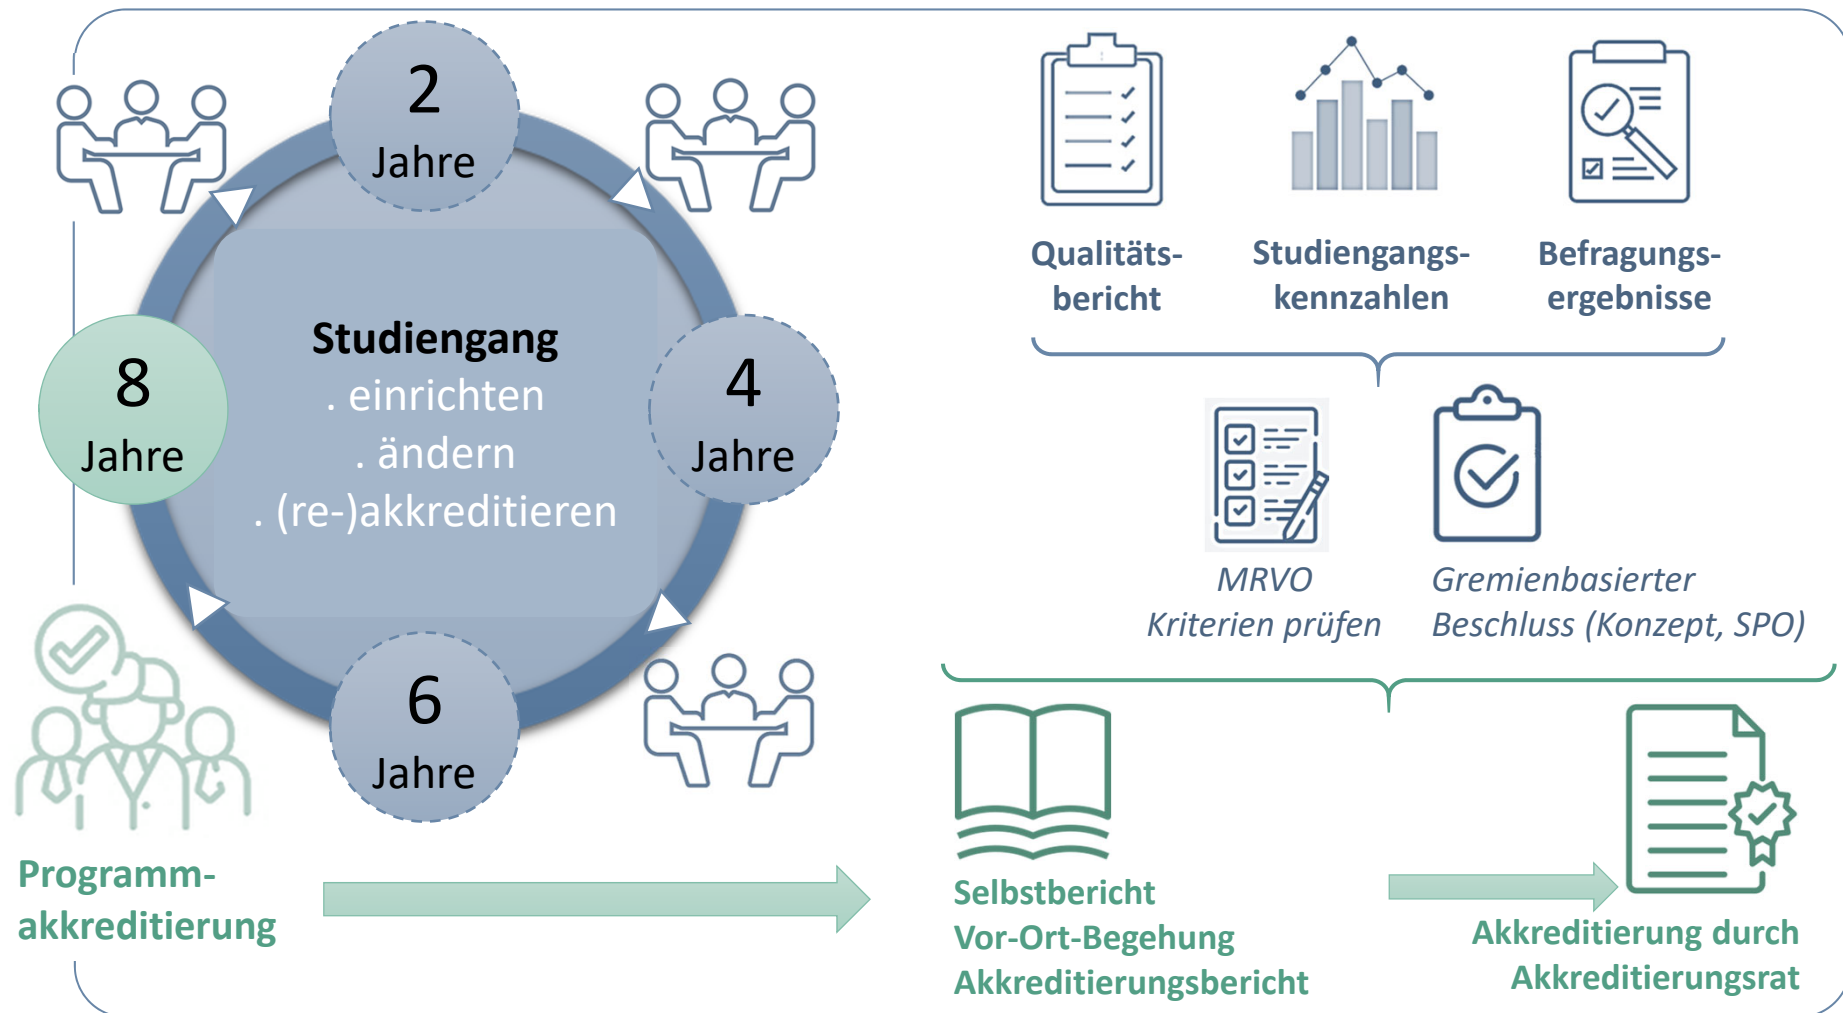 2
Jahre
4
Jahre
6
Jahre
8
Jahre
Studiengang
. einrichten
. ändern
. (re-)akkreditieren
Programm-
akkreditierung
Qualitäts-
bericht
Studiengangs-
kennzahlen
Befragungs-
ergebnisse
MRVO
Kriterien prüfen
Gremienbasierter
Beschluss (Konzept, SPO)
Selbstbericht
Vor-Ort-Begehung
Akkreditierungsbericht
Akkreditierung durch
Akkreditierungsrat